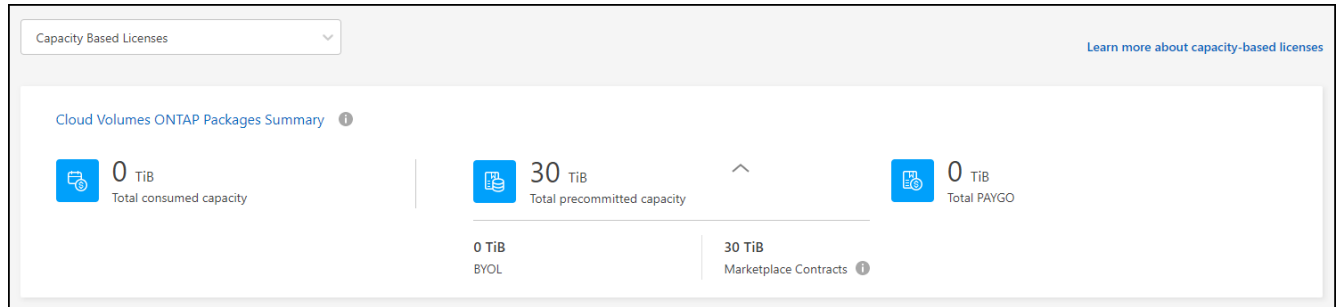 Capacity Based Licenses
Learn more about capacity-based licenses
Cloud Volumes ONTAP Packages Summary
0 TiB
Total consumed capacity
30 TiB
Total precommitted capacity
0 TiB
Total PAYGO
0 TiB
BYOL
30 TiB
Marketplace Contracts